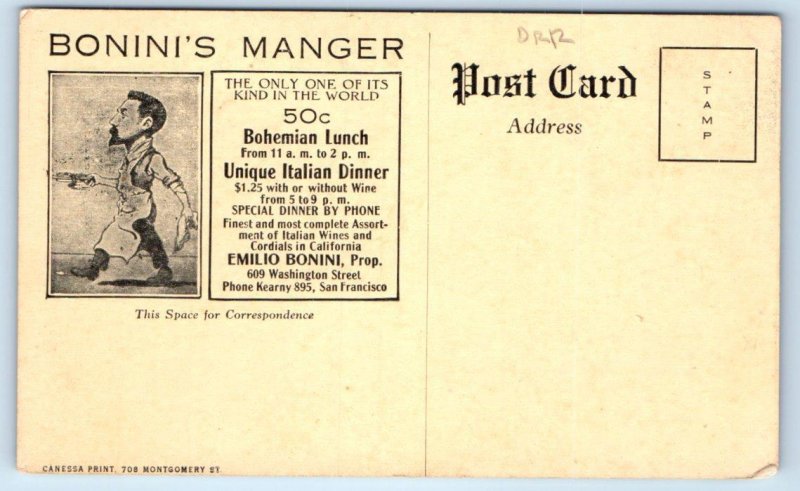 BONINI'S MANGER
THE ONLY ONE OF ITS
KIND IN THE WORLD
50c
Bohemian Lunch
From 11 a. m. to 2 p. m.
Unique Italian Dinner
$1.25 with or without Wine
from 5 to 9 p. m.
SPECIAL DINNER BY PHONE
Finest and most complete Assort-
ment of Italian Wines and
Cordials in California
EMILIO BONINI, Prop.
609 Washington Street
Phone Kearny 895, San Francisco
This Space for Correspondence
CANESSA PRINT, 708 MONTGOMERY ST.
Post Card
Address
STAMP